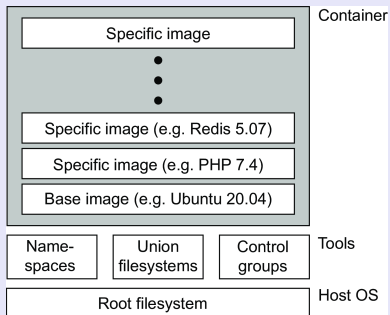 Container
Specific image
Specific image (e.g. Redis 5.07)
Specific image (e.g. PHP 7.4)
Base image (e.g. Ubuntu 20.04)
Name-
spaces
Union
filesystems
Control
groups
Tools
Root filesystem
Host OS